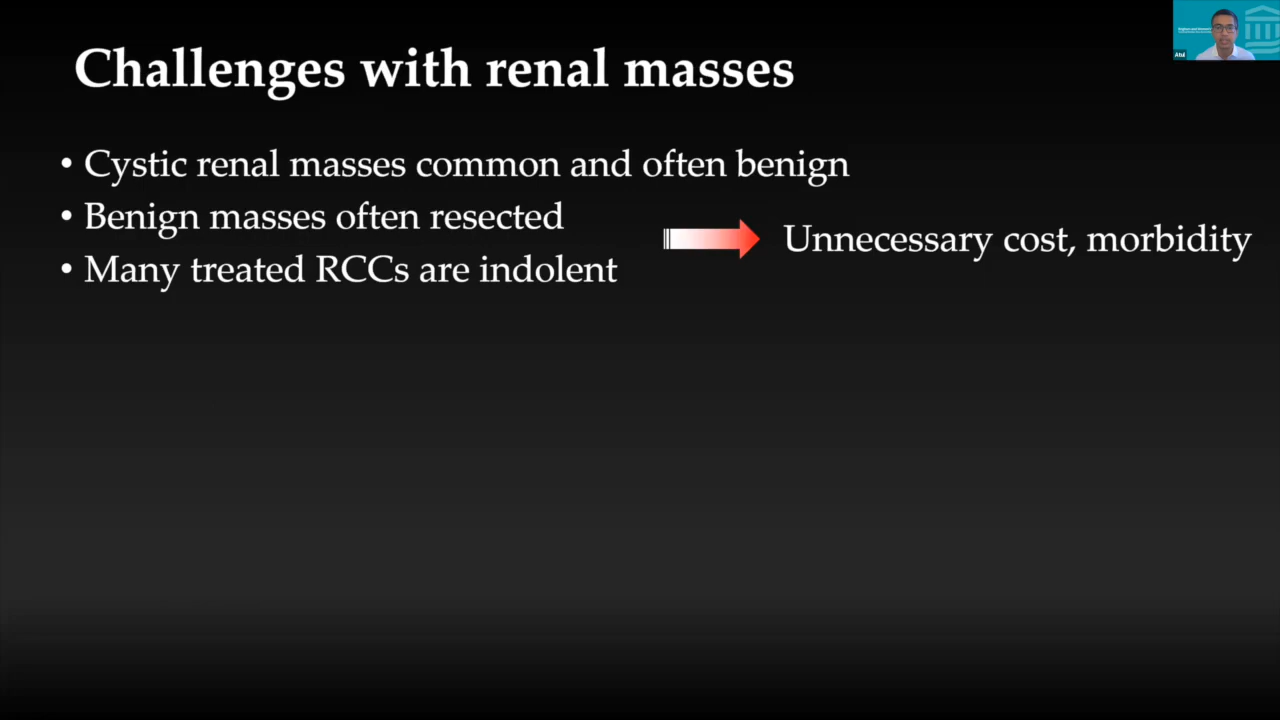 Challenges with renal masses
• Cystic renal masses common and often benign
• Benign masses often resected
• Many treated RCCs are indolent
Unnecessary cost, morbidity
Atul